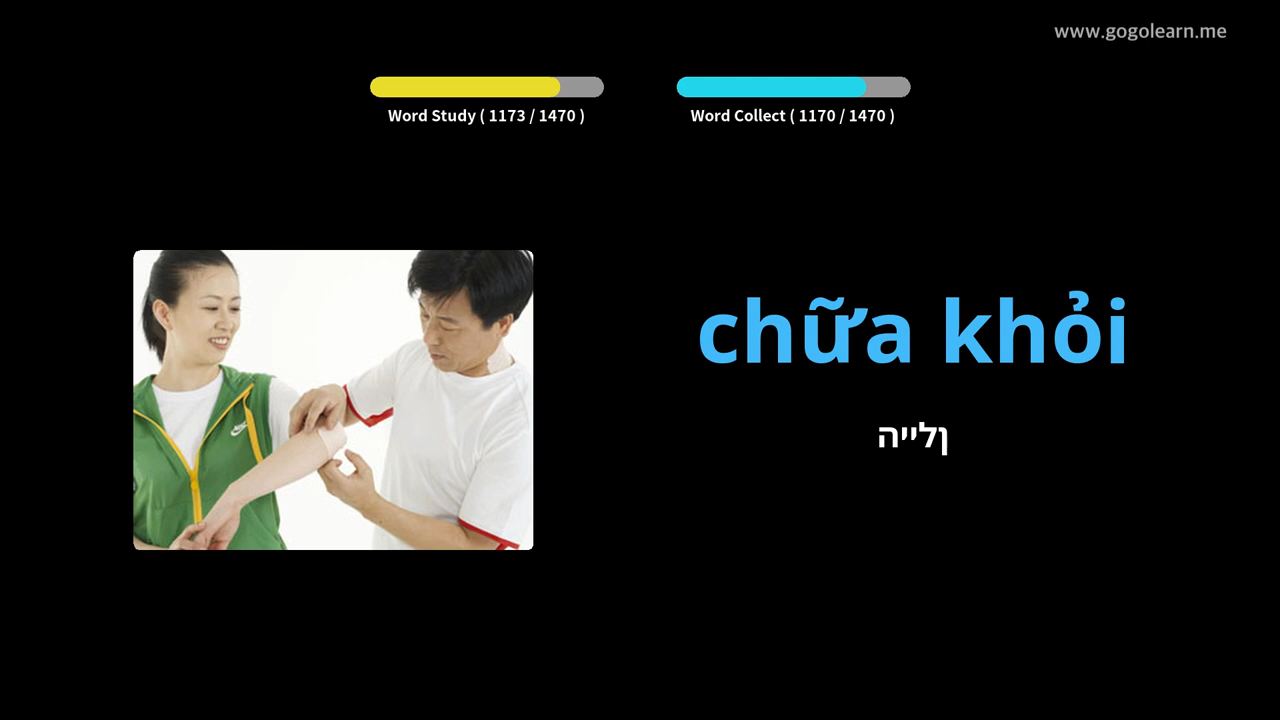 www.gogolearn.me
Word Study ( 1173 / 1470 )
Word Collect ( 1170 / 1470 )
chữa khỏi
ןלייה